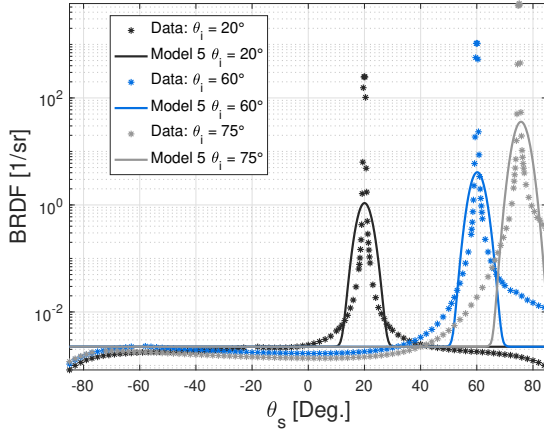 Data: θi = 20°
Model 5 θi = 20°
Data: θi = 60°
Model 5 θi = 60°
Data: θi = 75°
Model 5 θi = 75°
BRDF [1/sr]
10^2
10^0
10^-2
-80 -60 -40 -20 0 20 40 60 80
θs [Deg.]